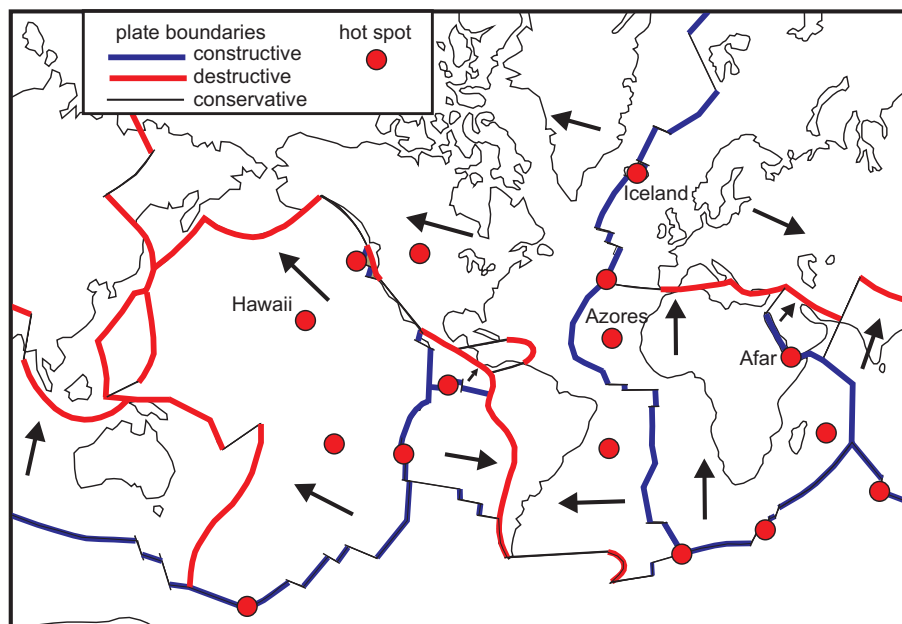 plate boundaries
hot spot
constructive
destructive
conservative
Iceland
Hawaii
Azores
Afar